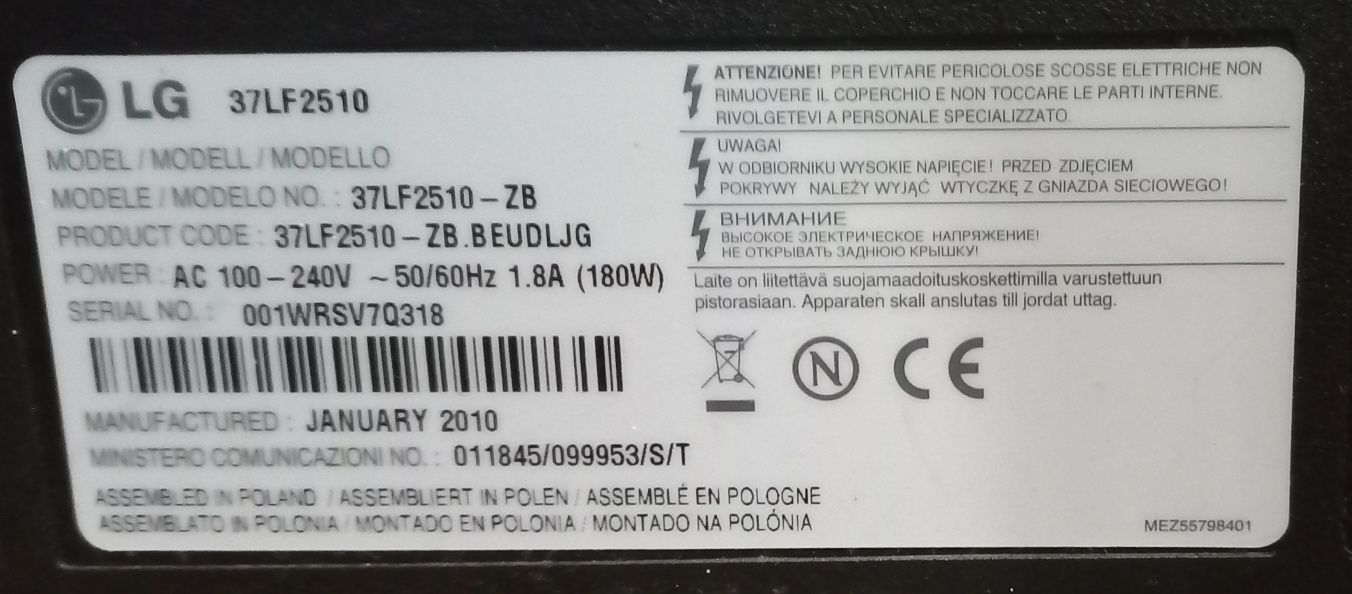 LG 37LF2510
MODEL / MODELL / MODELLO
MODELE / MODELO NO. : 37LF2510-ZB
PRODUCT CODE : 37LF2510-ZB.BEUDLJG
POWER : AC 100-240V ~50/60Hz 1.8A (180W)
SERIAL NO. : 001WRSV7Q318
MANUFACTURED : JANUARY 2010
MINISTERO COMUNICAZIONI NO. : 011845/099953/S/T
ASSEMBLED IN POLAND / ASSEMBLIERT IN POLEN / ASSEMBLÉ EN POLOGNE
ASSEMBLATO IN POLONIA / MONTADO EN POLONIA / MONTADO NA POLÓNIA
ATTENZIONE! PER EVITARE PERICOLOSE SCOSSE ELETTRICHE NON
RIMUOVERE IL COPERCHIO E NON TOCCARE LE PARTI INTERNE.
RIVOLGETEVI A PERSONALE SPECIALIZZATO.
UWAGA!
W ODBIORNIKU WYSOKIE NAPIĘCIE! PRZED ZDJĘCIEM
POKRYWY NALEŻY WYJĄĆ WTYCZKĘ Z GNIAZDA SIECIOWEGO!
ВНИМАНИЕ
ВЫСОКОЕ ЭЛЕКТРИЧЕСКОЕ НАПРЯЖЕНИЕ!
НЕ ОТКРЫВАТЬ ЗАДНЮЮ КРЫШКУ!
Laite on liitettävä suojamaadoituskoskettimilla varustettuun
pistorasiaan. Apparaten skall anslutas till jordat uttag.
N CE
MEZ55798401